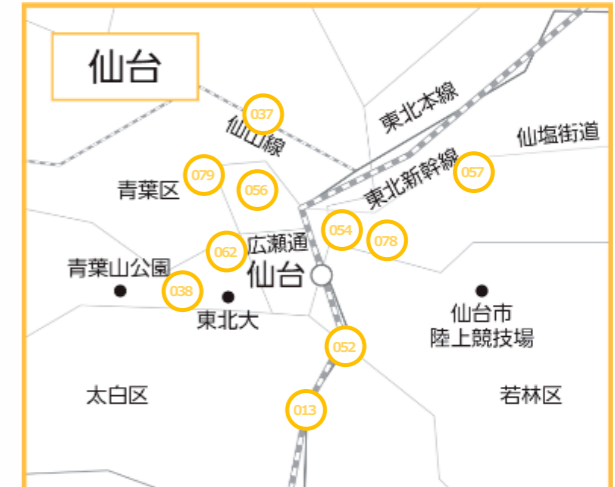 仙台
037
仙山線
東北本線
仙塩街道
東北新幹線
057
079
056
青葉区
054
078
062
広瀬通
仙台
青葉山公園
038
東北大
仙台市
陸上競技場
052
太白区
013
若林区